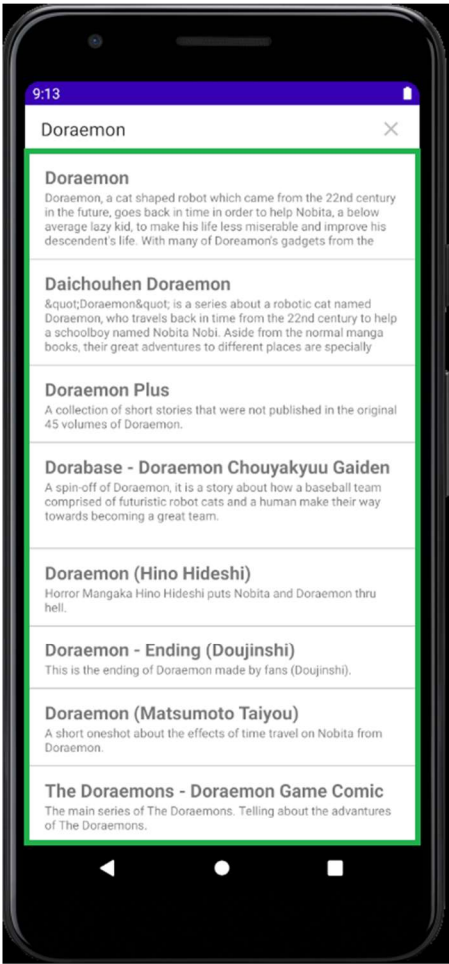 9:13
Doraemon
Doraemon
Doraemon, a cat shaped robot which came from the 22nd century
in the future, goes back in time in order to help Nobita, a below
average lazy kid, to make his life less miserable and improve his
descendent's life. With many of Doreamon's gadgets from the
Daichouhen Doraemon
&quot;Doraemon&quot; is a series about a robotic cat named
Doraemon, who travels back in time from the 22nd century to help
a schoolboy named Nobita Nobi. Aside from the normal manga
books, their great adventures to different places are specially
Doraemon Plus
A collection of short stories that were not published in the original
45 volumes of Doraemon.
Dorabase - Doraemon Chouyakyuu Gaiden
A spin-off of Doraemon, it is a story about how a baseball team
comprised of futuristic robot cats and a human make their way
towards becoming a great team.
Doraemon (Hino Hideshi)
Horror Mangaka Hino Hideshi puts Nobita and Doraemon thru
hell.
Doraemon - Ending (Doujinshi)
This is the ending of Doraemon made by fans (Doujinshi).
Doraemon (Matsumoto Taiyou)
A short oneshot about the effects of time travel on Nobita from
Doraemon.
The Doraemons - Doraemon Game Comic
The main series of The Doraemons. Telling about the advantures
of The Doraemons.